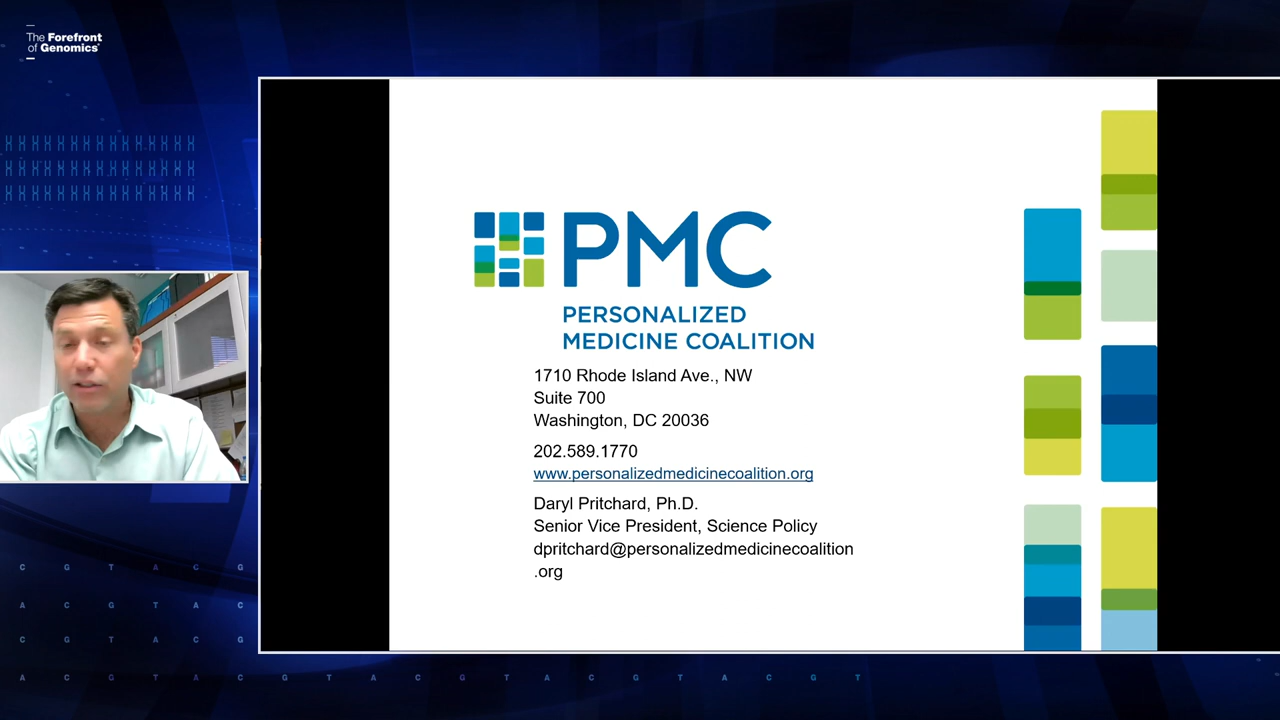 The Forefront
of Genomics®
PMC
PERSONALIZED
MEDICINE COALITION
1710 Rhode Island Ave., NW
Suite 700
Washington, DC 20036
202.589.1770
www.personalizedmedicinecoalition.org
Daryl Pritchard, Ph.D.
Senior Vice President, Science Policy
dpritchard@personalizedmedicinecoalition
.org
C G T A C G
A C G T A C
C G T A C G
A C G T A C G T A C G T A C G T A C G T